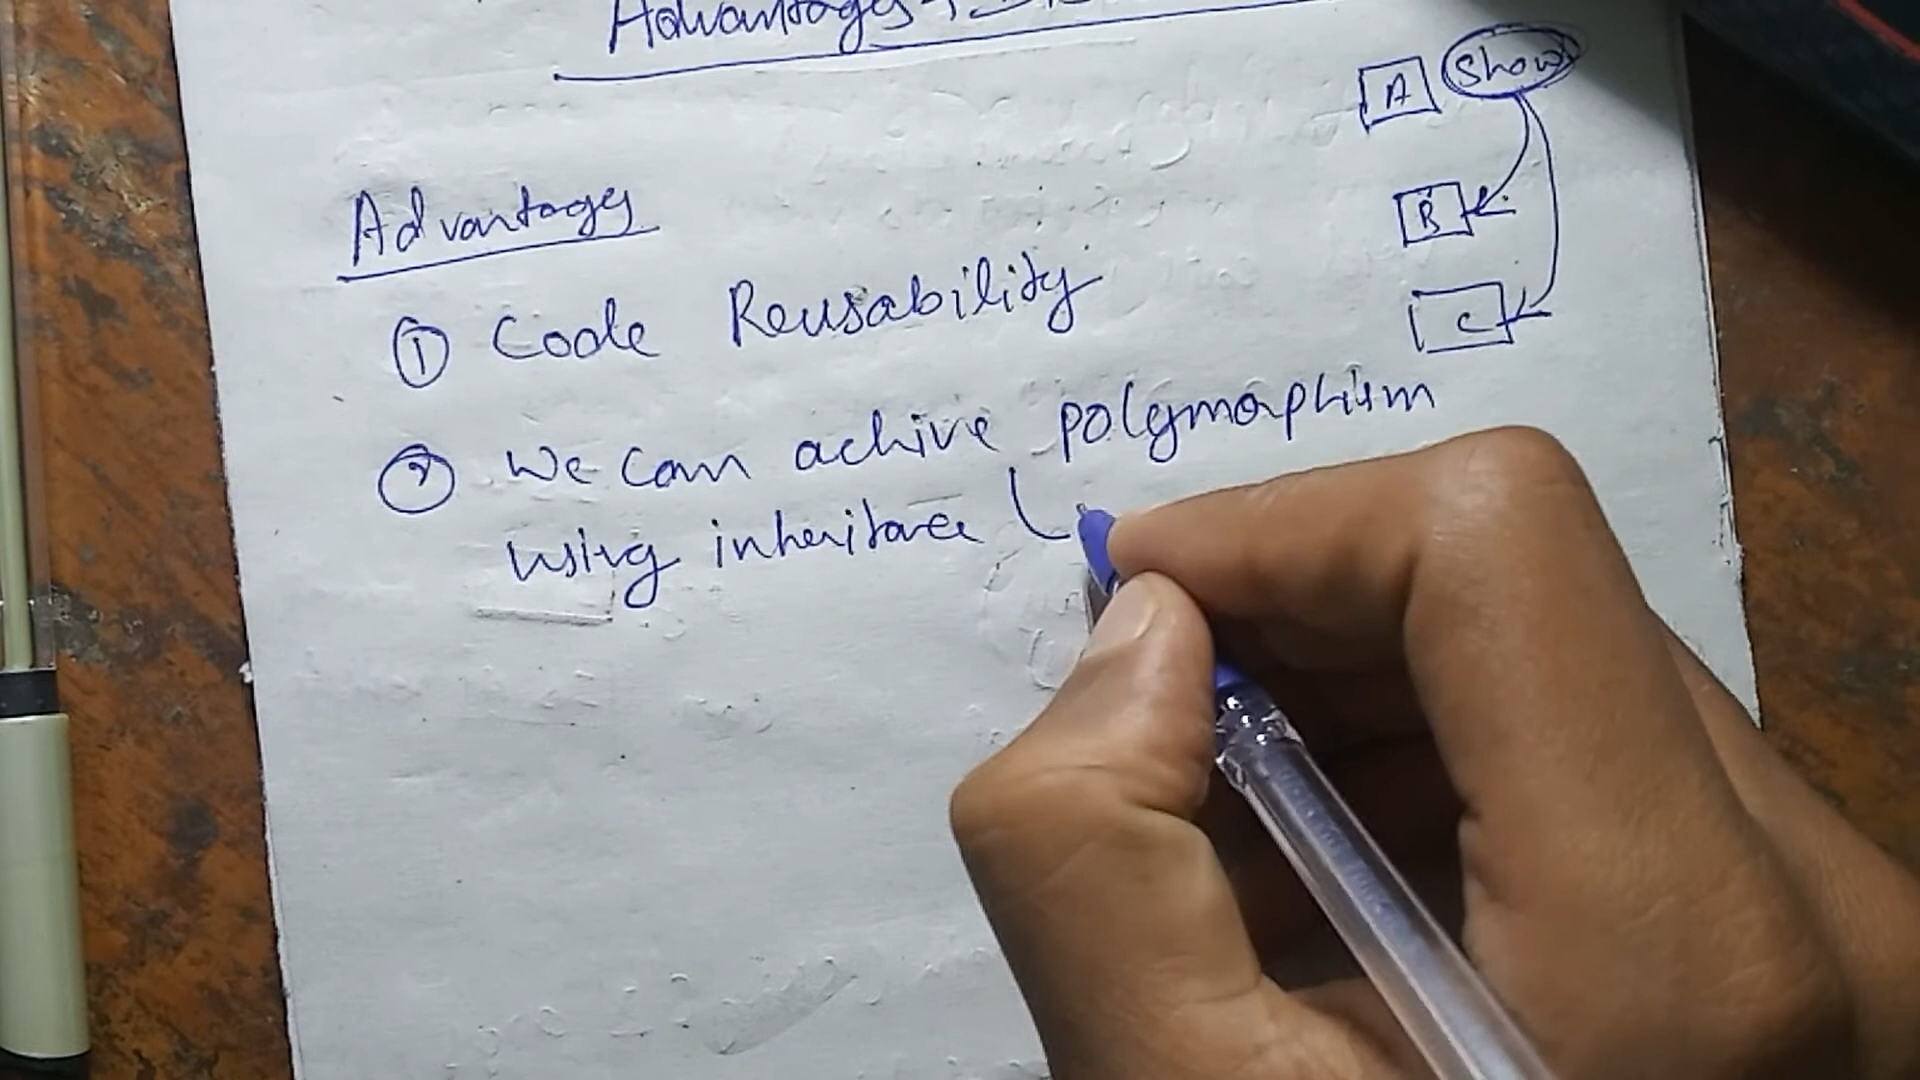 Advantages
A show
B
Advantages
① Code Reusability
C
② We can achive polymorphism
using inheritance (